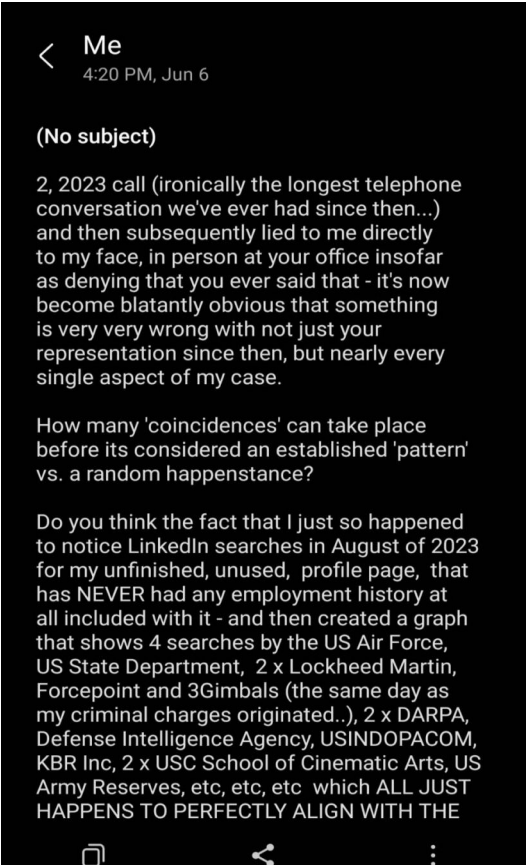 Me
4:20 PM, Jun 6
(No subject)
2, 2023 call (ironically the longest telephone
conversation we've ever had since then...)
and then subsequently lied to me directly
to my face, in person at your office insofar
as denying that you ever said that - it's now
become blatantly obvious that something
is very very wrong with not just your
representation since then, but nearly every
single aspect of my case.
How many 'coincidences' can take place
before its considered an established 'pattern'
vs. a random happenstance?
Do you think the fact that I just so happened
to notice LinkedIn searches in August of 2023
for my unfinished, unused,  profile page,  that
has NEVER had any employment history at
all included with it - and then created a graph
that shows 4 searches by the US Air Force,
US State Department,  2 x Lockheed Martin,
Forcepoint and 3Gimbals (the same day as
my criminal charges originated..), 2 x DARPA,
Defense Intelligence Agency, USINDOPACOM,
KBR Inc, 2 x USC School of Cinematic Arts, US
Army Reserves, etc, etc, etc  which ALL JUST
HAPPENS TO PERFECTLY ALIGN WITH THE